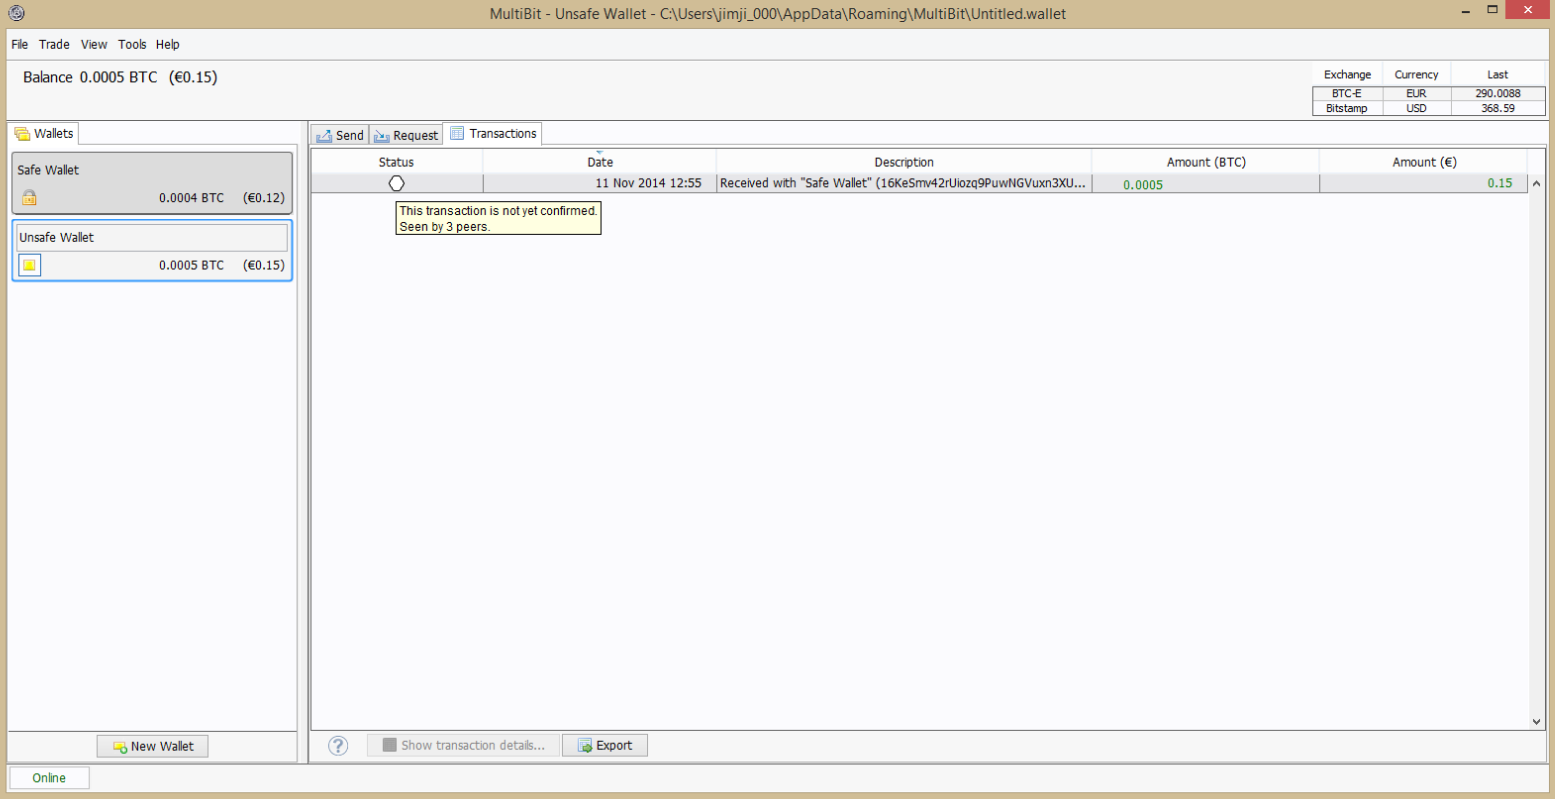 MultiBit - Unsafe Wallet - C:\Users\jimji_000\AppData\Roaming\MultiBit\Untitled.wallet
File Trade View Tools Help
Balance 0.0005 BTC (€0.15)
Exchange Currency Last
BTC-E EUR 290.0088
Bitstamp USD 368.59
Wallets
Safe Wallet
0.0004 BTC (€0.12)
Unsafe Wallet
0.0005 BTC (€0.15)
New Wallet
Send Request Transactions
Status Date Description Amount (BTC) Amount (€)
11 Nov 2014 12:55 Received with "Safe Wallet" (16KeSmv42rUiozq9PuwNGVuxn3XU... 0.0005 0.15
This transaction is not yet confirmed.
Seen by 3 peers.
? Show transaction details... Export
Online